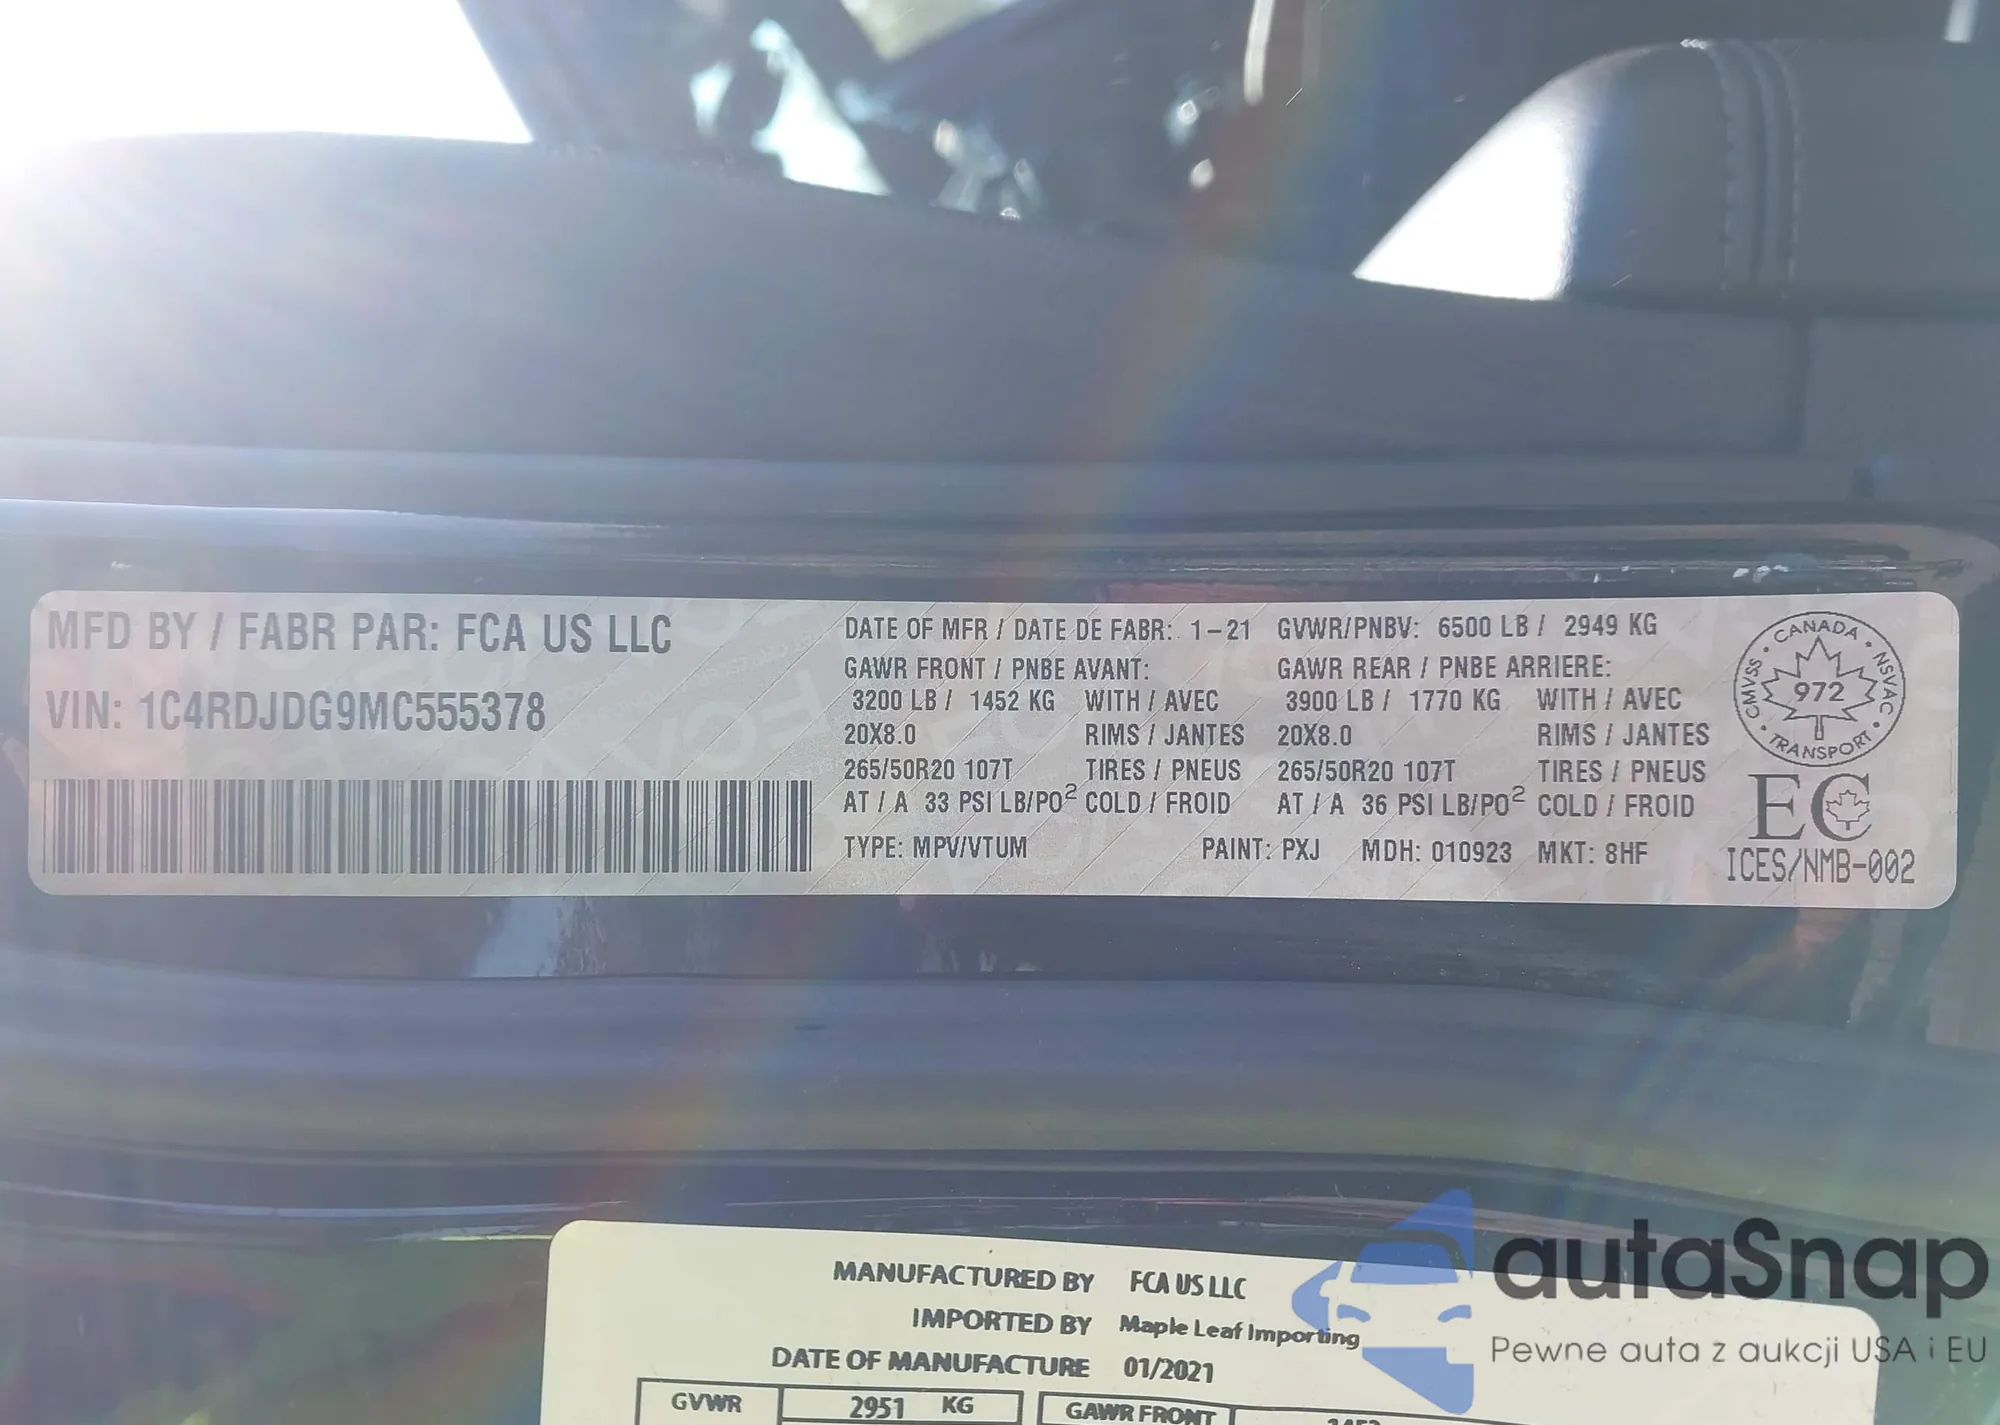 MFD BY / FABR PAR: FCA US LLC
VIN: 1C4RDJDG9MC555378
DATE OF MFR / DATE DE FABR: 1-21 GVWR/PNBV: 6500 LB / 2949 KG
GAWR FRONT / PNBE AVANT: GAWR REAR / PNBE ARRIERE:
3200 LB / 1452 KG WITH / AVEC 3900 LB / 1770 KG WITH / AVEC
20X8.0 RIMS / JANTES 20X8.0 RIMS / JANTES
265/50R20 107T TIRES / PNEUS 265/50R20 107T TIRES / PNEUS
AT / A 33 PSI LB/PO² COLD / FROID AT / A 36 PSI LB/PO² COLD / FROID
TYPE: MPV/VTUM PAINT: PXJ MDH: 010923 MKT: 8HF
CANADA
CMVSS · NSVAC
972
TRANSPORT
EC
ICES/NMB-002
MANUFACTURED BY FCA US LLC
IMPORTED BY Maple Leaf Importing
DATE OF MANUFACTURE 01/2021
GVWR 2951 KG GAWR FRONT
autaSnap
Pewne auta z aukcji USA i EU